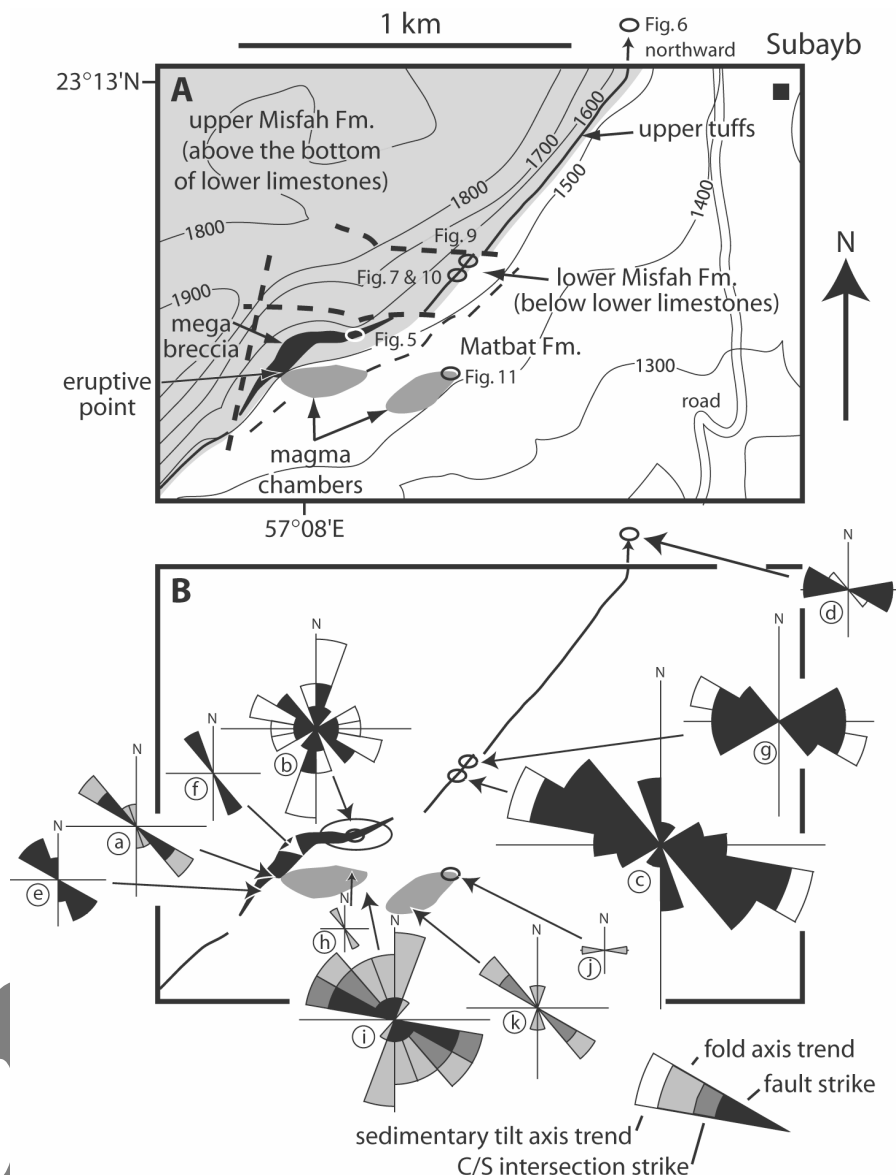 1 km
Fig. 6
northward
Subayb
23°13'N
A
upper Misfah Fm.
(above the bottom
of lower limestones)
1600
upper tuffs
1700
1500
1800
1400
1800
N
Fig. 9
Fig. 7 & 10
lower Misfah Fm.
(below lower limestones)
1900
mega
breccia
Fig. 5
Matbat Fm.
1300
eruptive
point
Fig. 11
road
magma
chambers
57°08'E
B
N
d
N
N
N
g
b
N
f
N
a
N
c
e
N
h
N
N
j
N
k
i
fold axis trend
fault strike
sedimentary tilt axis trend
C/S intersection strike